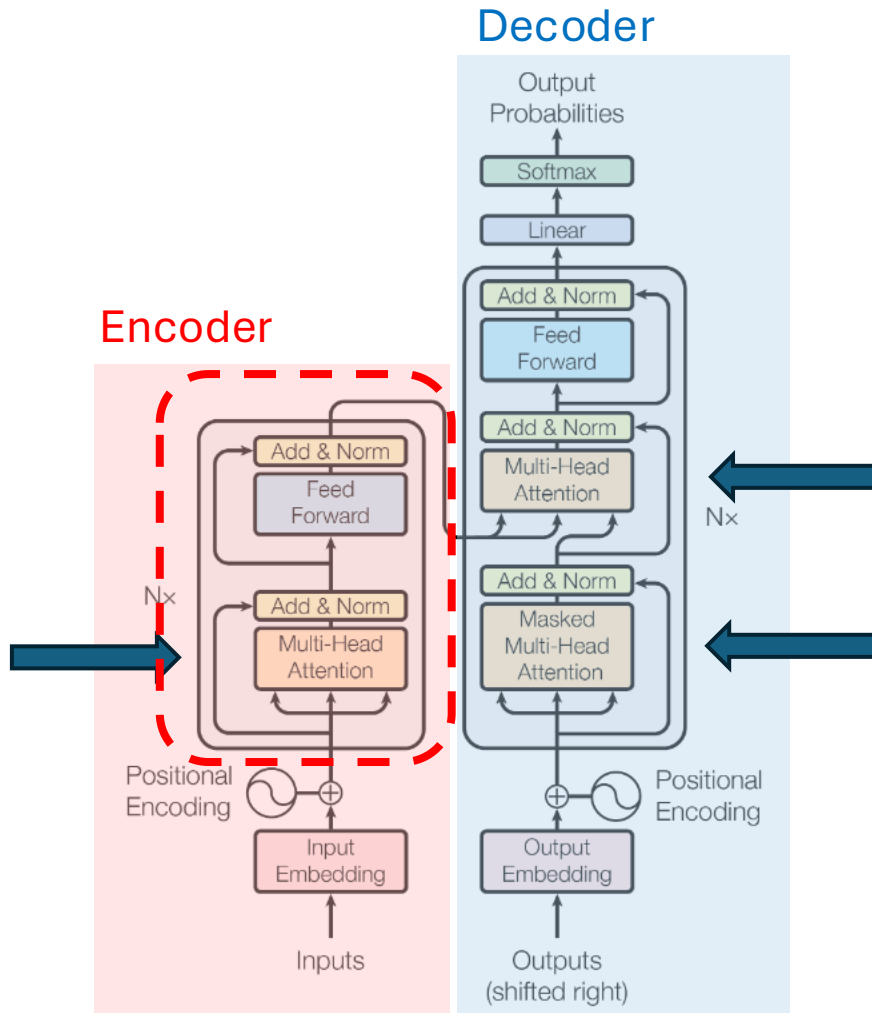 Decoder
Output
Probabilities
Softmax
Linear
Add & Norm
Feed
Forward
Add & Norm
Multi-Head
Attention
Nx
Add & Norm
Masked
Multi-Head
Attention
Positional
Encoding
Output
Embedding
Outputs
(shifted right)
Encoder
Add & Norm
Feed
Forward
Nx
Add & Norm
Multi-Head
Attention
Positional
Encoding
Input
Embedding
Inputs